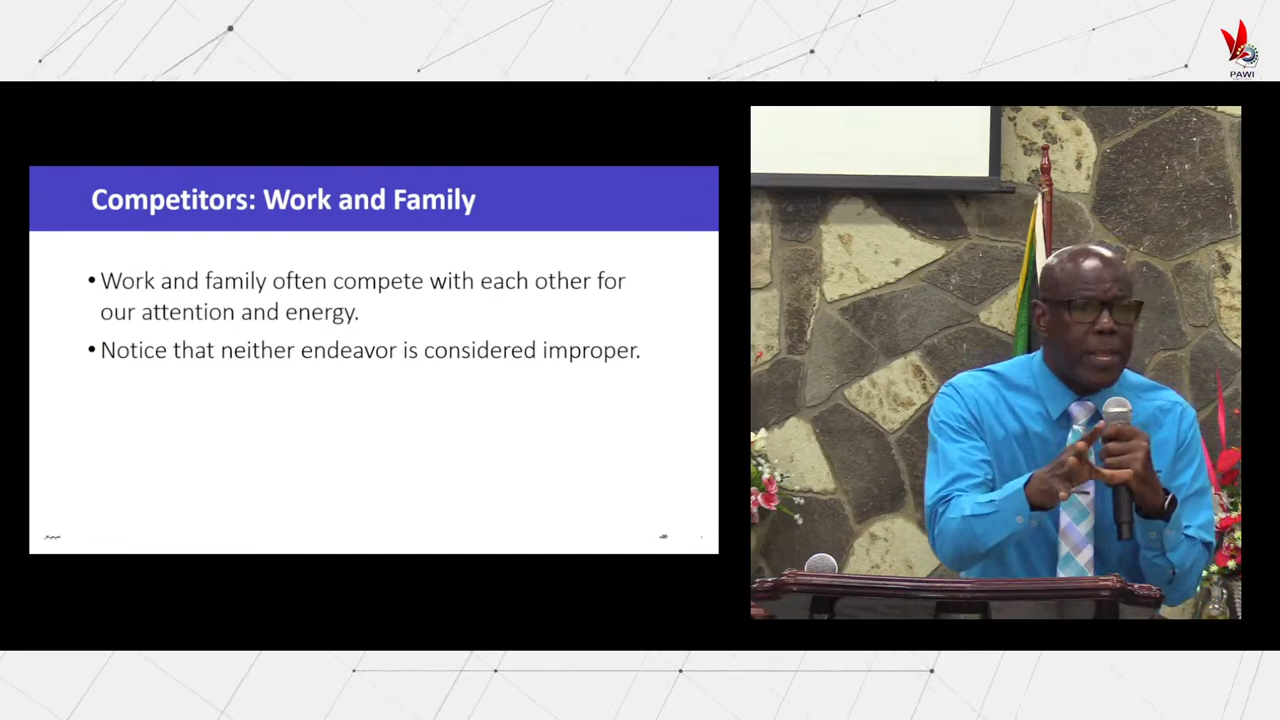 PAWI
Competitors: Work and Family
• Work and family often compete with each other for
our attention and energy.
• Notice that neither endeavor is considered improper.